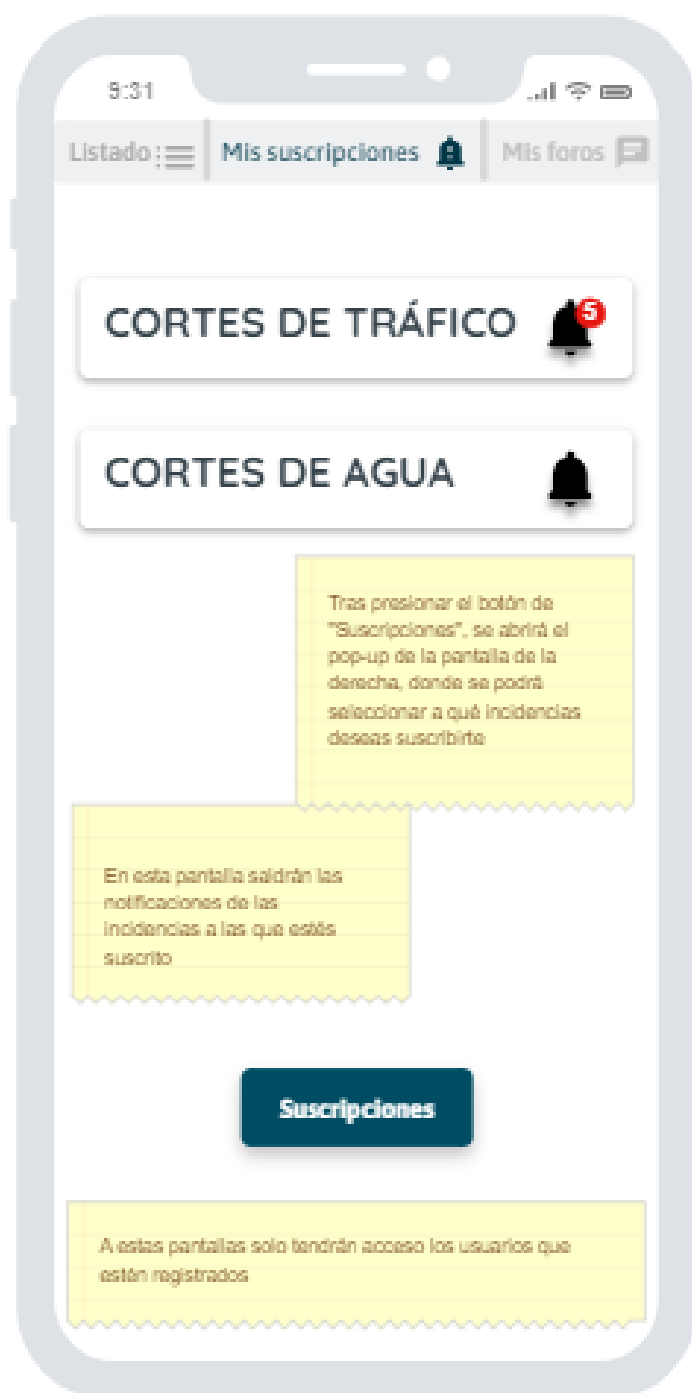 9:31
Listado Mis suscripciones Mis foros
CORTES DE TRÁFICO 5
CORTES DE AGUA
Tras presionar el botón de
"Suscripciones", se abrirá el
pop-up de la pantalla de la
derecha, donde se podrá
seleccionar a qué incidencias
deseas suscribirte
En esta pantalla saldrán las
notificaciones de las
incidencias a las que estés
suscrito
Suscripciones
A estas pantallas solo tendrán acceso los usuarios que
estén registrados